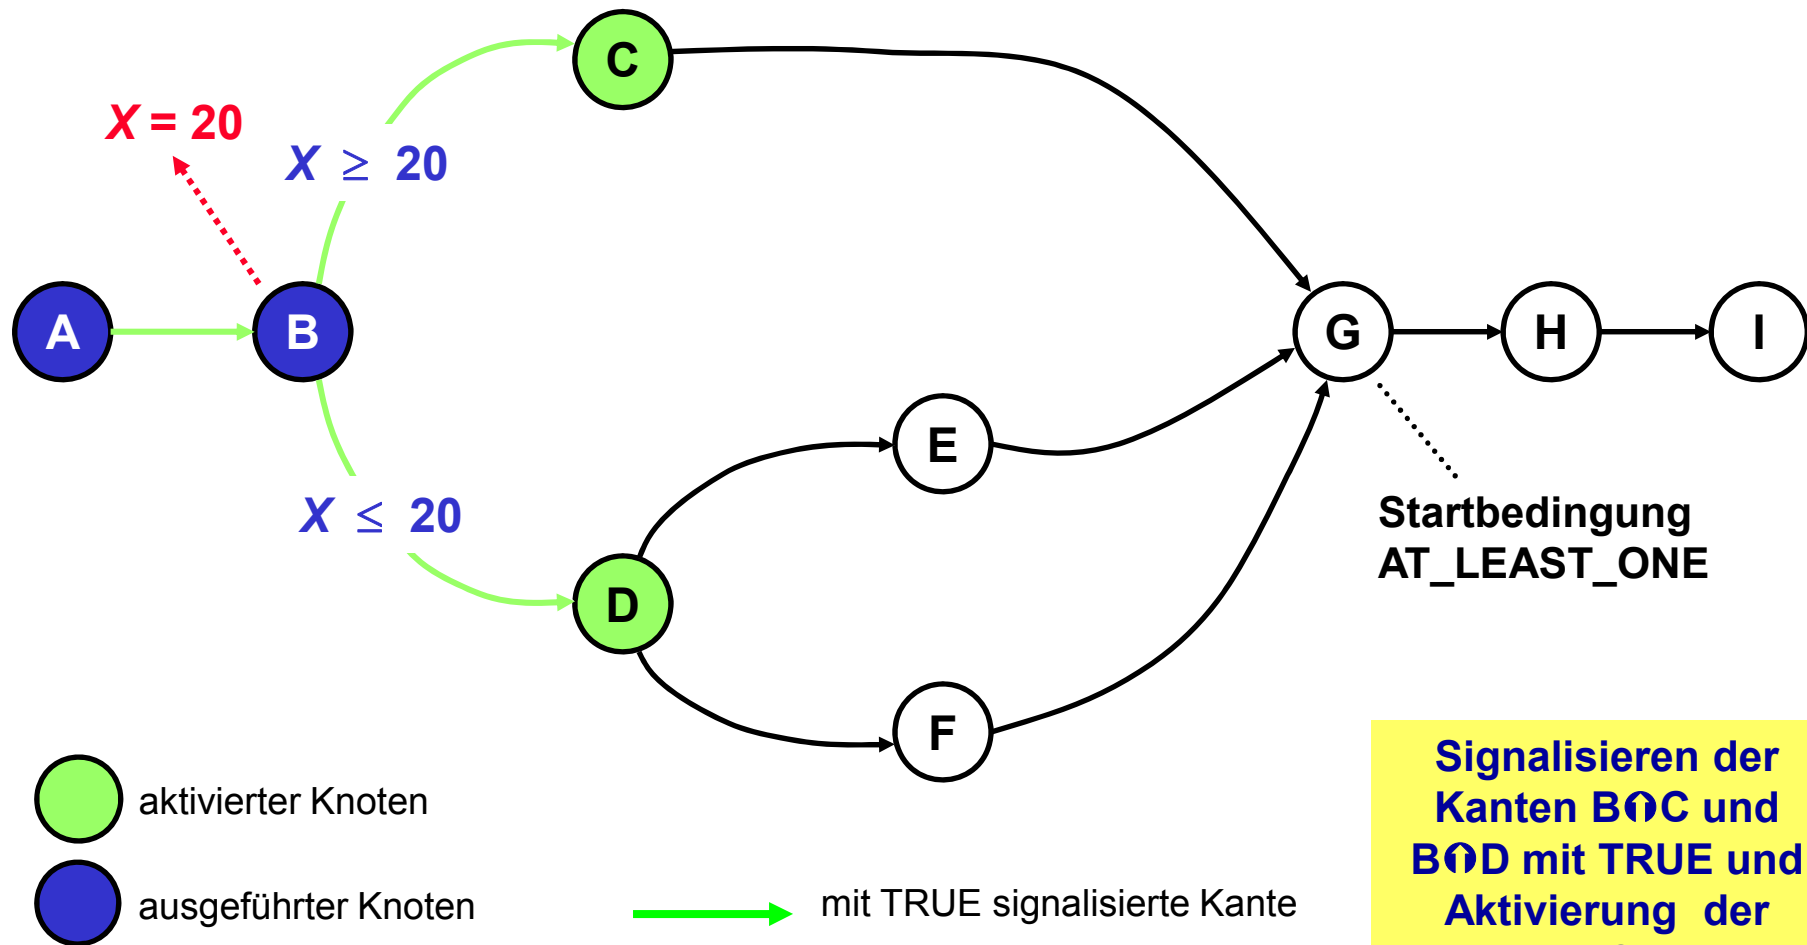 C
X = 20
X ≥ 20
A
B
G
H
I
E
X ≤ 20
Startbedingung
AT_LEAST_ONE
D
F
Signalisieren der
Kanten B⮉C und
B⮉D mit TRUE und
Aktivierung der
aktivierter Knoten
ausgeführter Knoten
mit TRUE signalisierte Kante